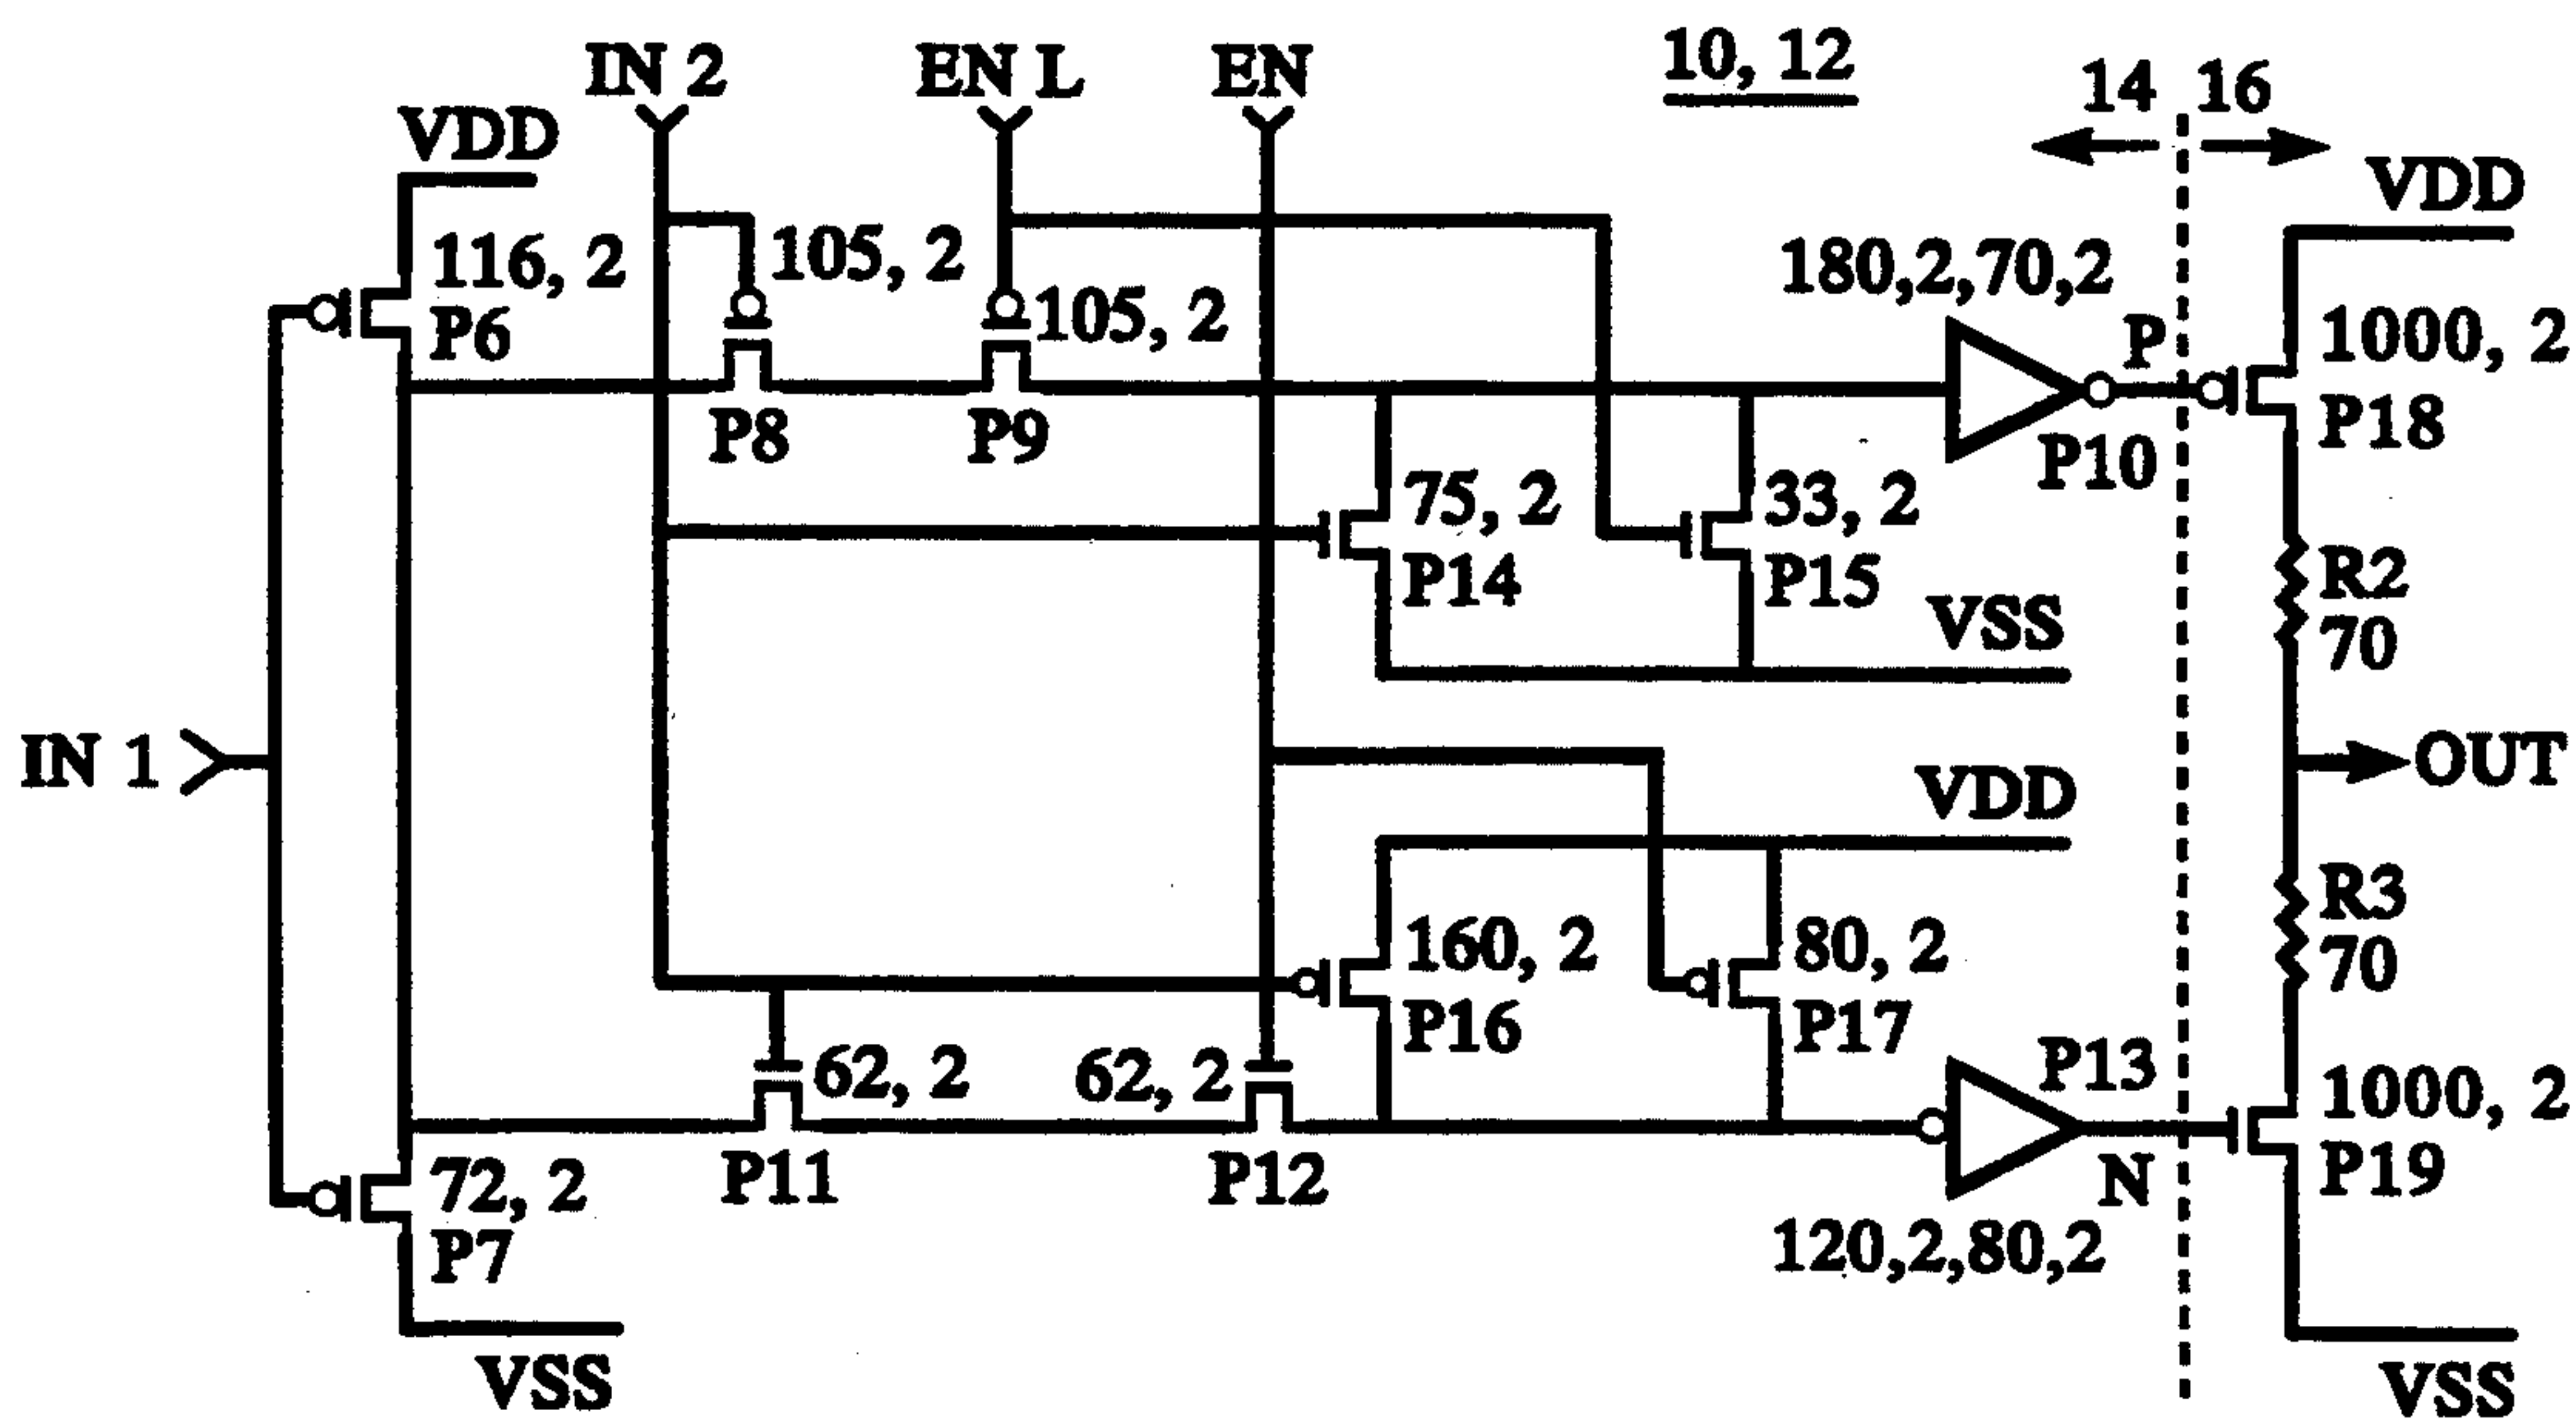 IN 2
EN L
EN
10, 12
14
16
VDD
VDD
116, 2
P6
105, 2
P8
105, 2
P9
180,2,70,2
P
P10
1000, 2
P18
75, 2
P14
33, 2
P15
VSS
R2
70
IN 1
OUT
VDD
160, 2
P16
80, 2
P17
R3
70
62, 2
P11
62, 2
P12
P13
N
120,2,80,2
1000, 2
P19
72, 2
P7
VSS
VSS